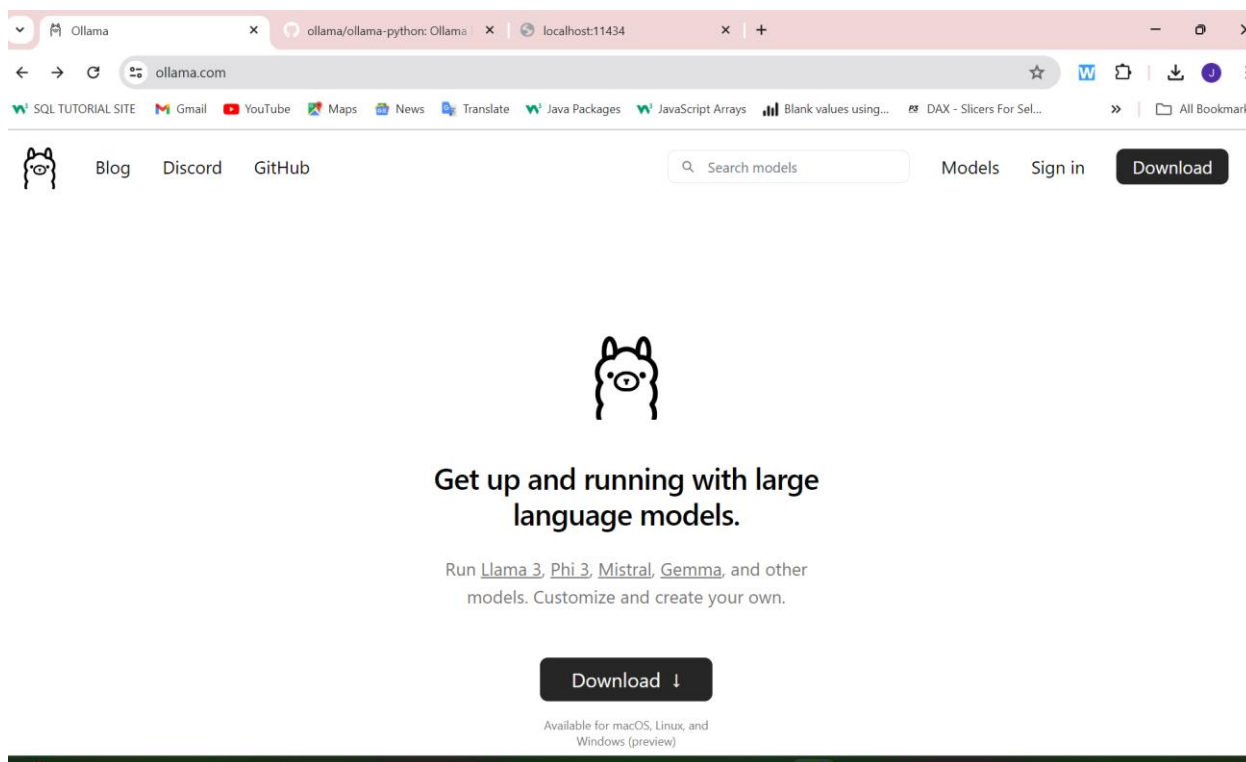 Ollama
ollama/ollama-python: Ollama
localhost:11434
ollama.com
SQL TUTORIAL SITE Gmail YouTube Maps News Translate Java Packages JavaScript Arrays Blank values using... DAX - Slicers For Sel... » All Bookmark
Blog Discord GitHub Search models Models Sign in Download
Get up and running with large
language models.
Run Llama 3, Phi 3, Mistral, Gemma, and other
models. Customize and create your own.
Download ↓
Available for macOS, Linux, and
Windows (preview)